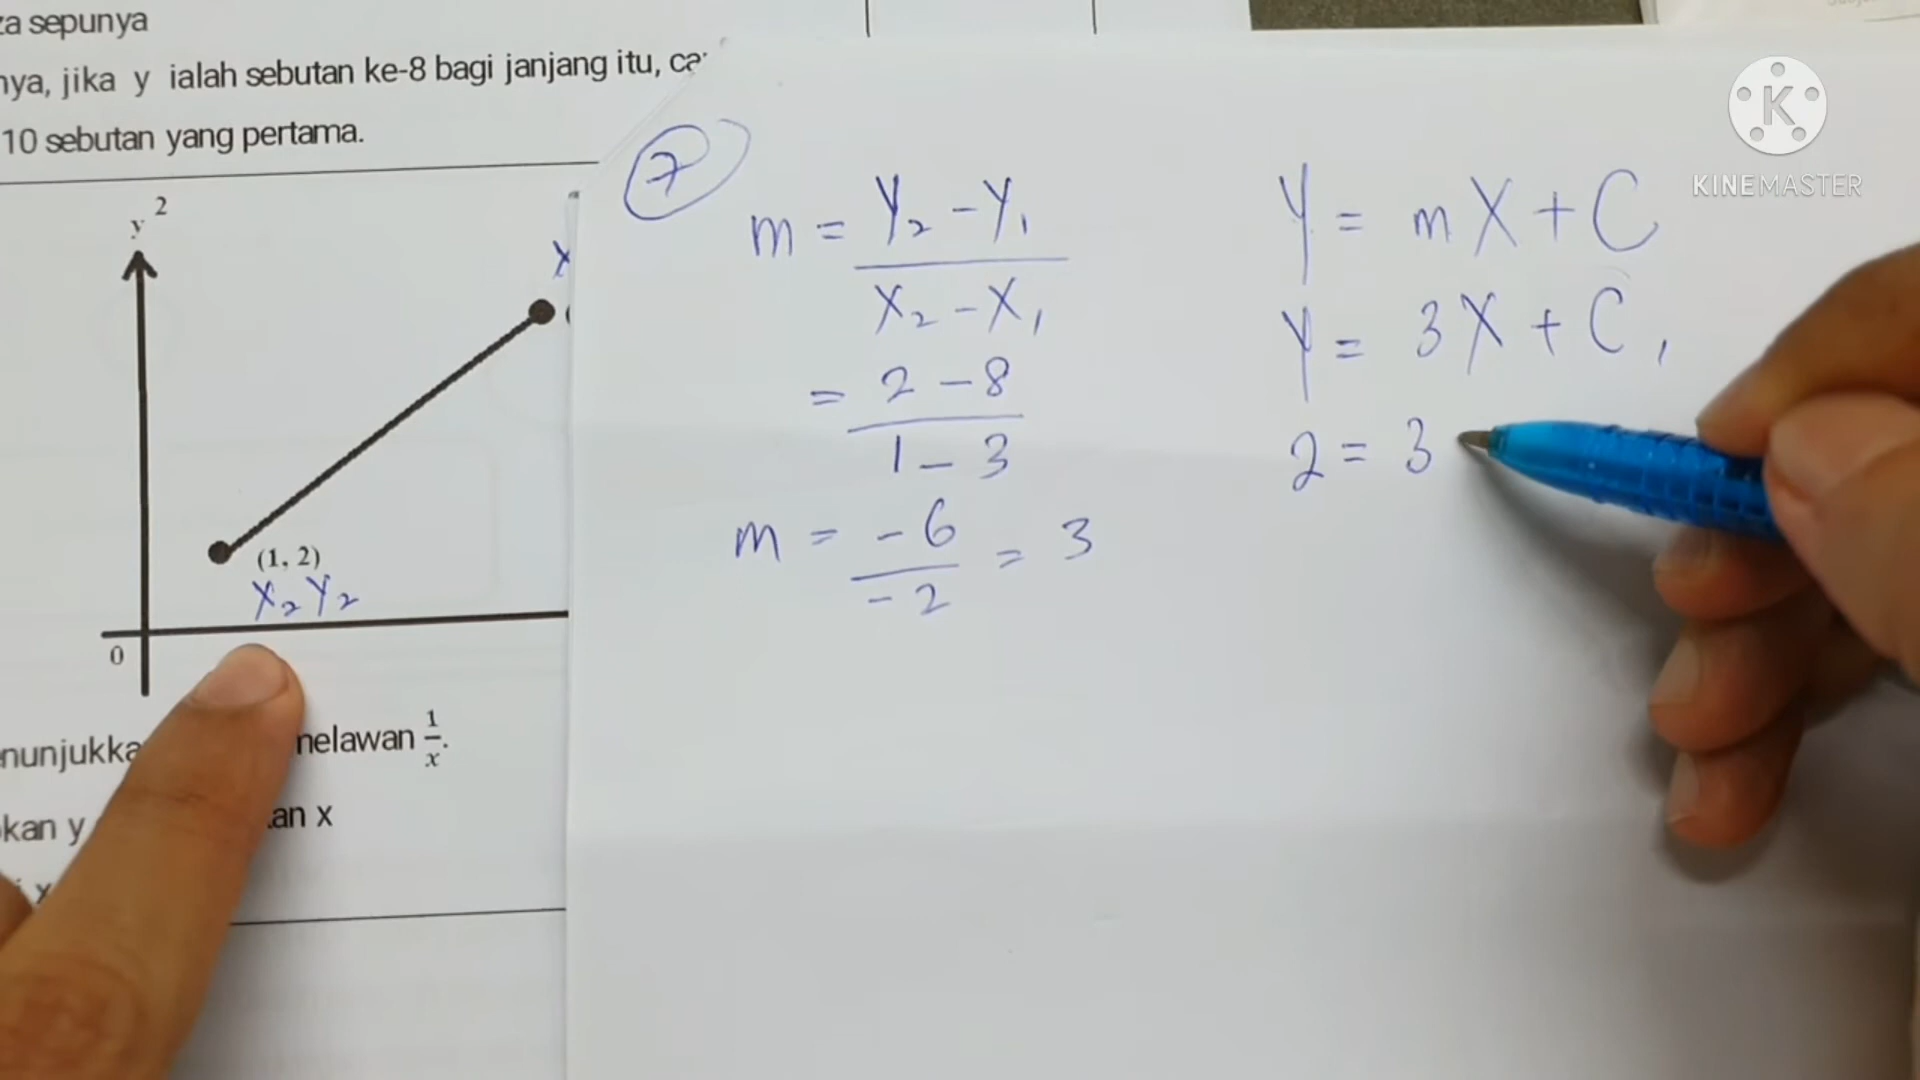 za sepunya
nya, jika y ialah sebutan ke-8 bagi janjang itu,
10 sebutan yang pertama.
y 2
X
(1, 2)
X₂ Y₂
0
nunjukka nelawan 1/x.
kan y an x
x
7
m = Y₂ - Y₁
X₂ - X₁
= 2 - 8
1 - 3
m = -6 = 3
-2
Y = mX + C
Y = 3X + C,
2 = 3
K
KINEMASTER